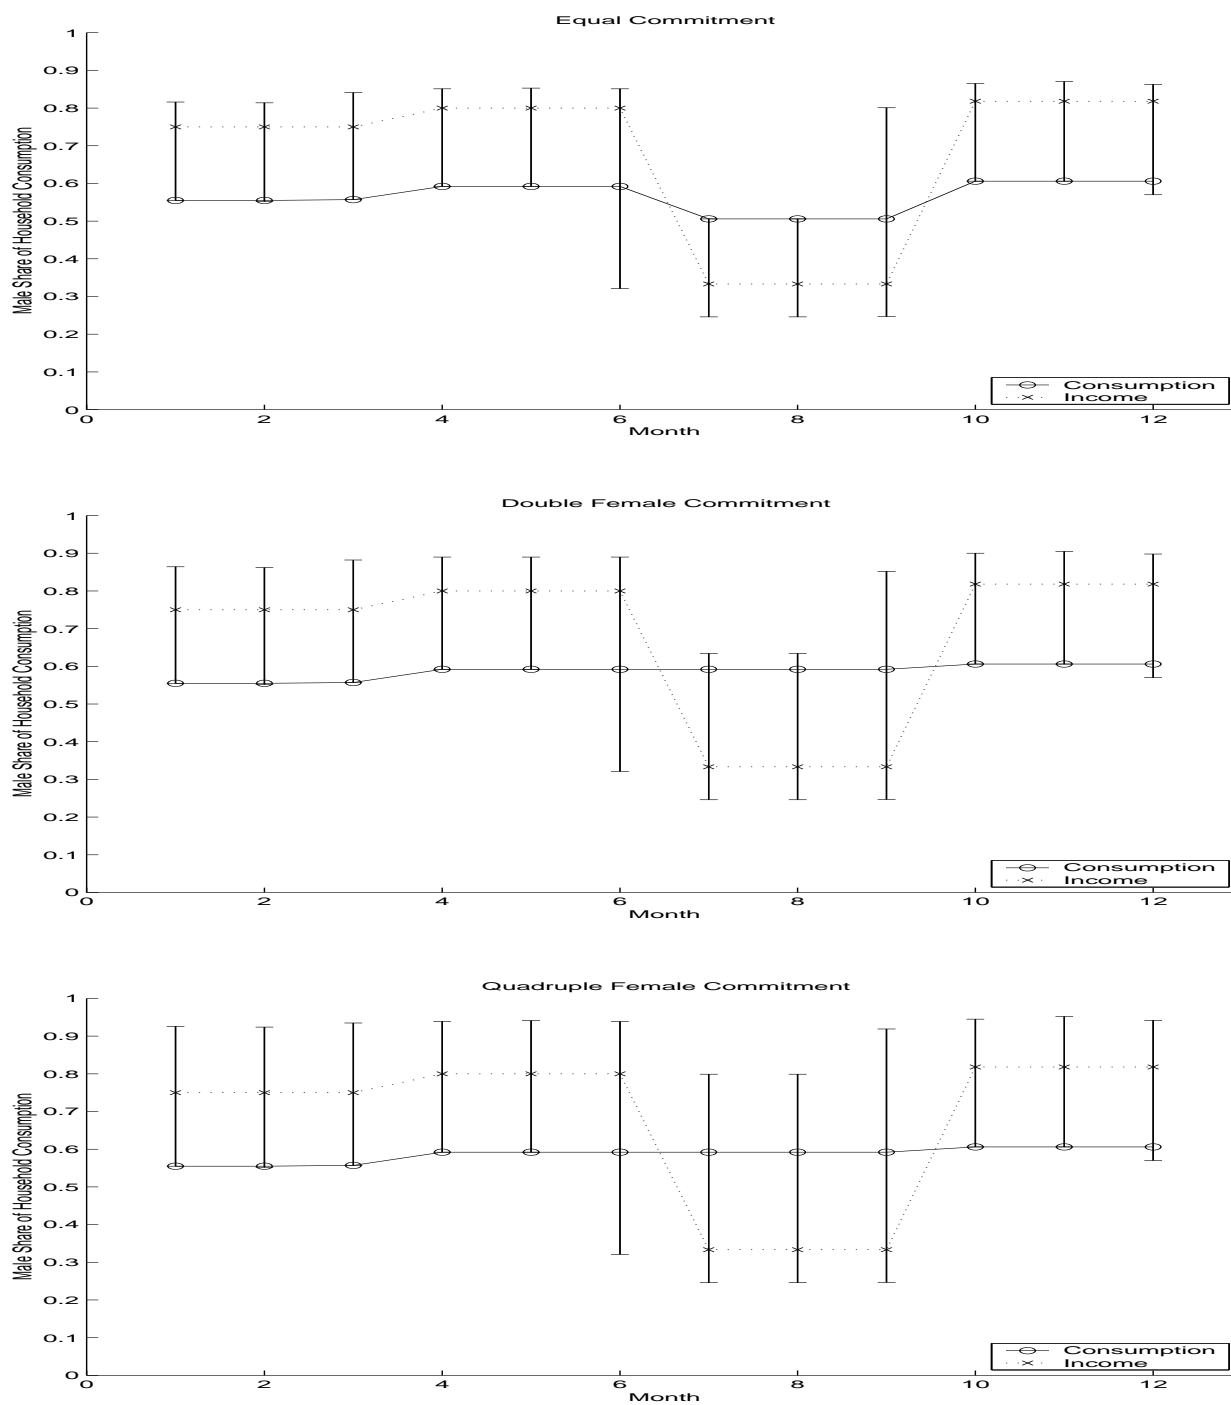 Equal Commitment
1
0.9
0.8
0.7
0.6
0.5
0.4
0.3
0.2
0.1
0
Male Share of Household Consumption
0 2 4 6 8 10 12
Month
Consumption
Income
Double Female Commitment
1
0.9
0.8
0.7
0.6
0.5
0.4
0.3
0.2
0.1
0
Male Share of Household Consumption
0 2 4 6 8 10 12
Month
Consumption
Income
Quadruple Female Commitment
1
0.9
0.8
0.7
0.6
0.5
0.4
0.3
0.2
0.1
0
Male Share of Household Consumption
0 2 4 6 8 10 12
Month
Consumption
Income